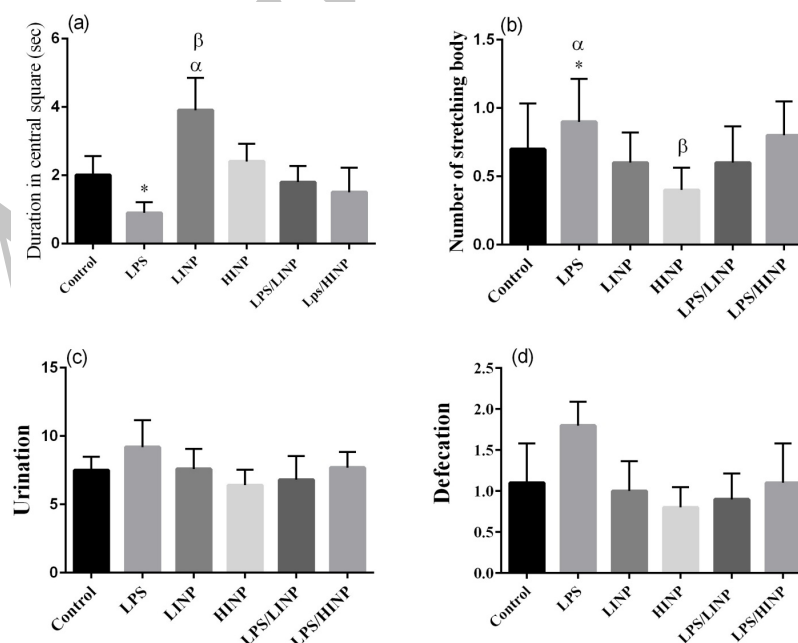 (a)
Duration in central square (sec)
6
4
2
0
*
β
α
Control
LPS
LINP
HINP
LPS/LINP
Lps/HINP
(b)
Number of stretching body
1.5
1.0
0.5
0.0
α
*
β
Control
LPS
LINP
HINP
LPS/LINP
LPS/HINP
(c)
Urination
15
10
5
0
Control
LPS
LINP
HINP
LPS/LINP
LPS/HINP
(d)
Defecation
2.5
2.0
1.5
1.0
0.5
0.0
Control
LPS
LINP
HINP
LPS/LINP
LPS/HINP